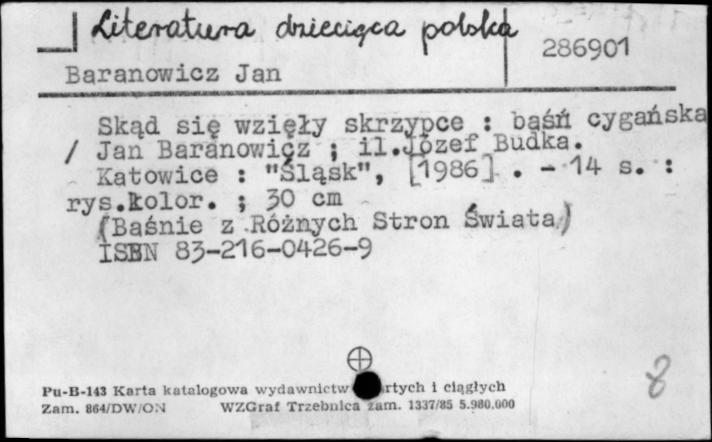 Literatura dziecięca polska
286901
Baranowicz Jan
Skąd się wzięły skrzypce : baśń cygańska
/ Jan Baranowicz ; il.Józef Budka.
- Katowice : "Śląsk", [1986] . - 14 s. :
rys.kolor. ; 30 cm
(Baśnie z Różnych Stron Świata)
ISBN 83-216-0426-9
8
Pu-B-143 Karta katalogowa wydawnictw rtych i ciągłych
Zam. 864/DW/ON WZGraf Trzebnica zam. 1337/85 5.980.000